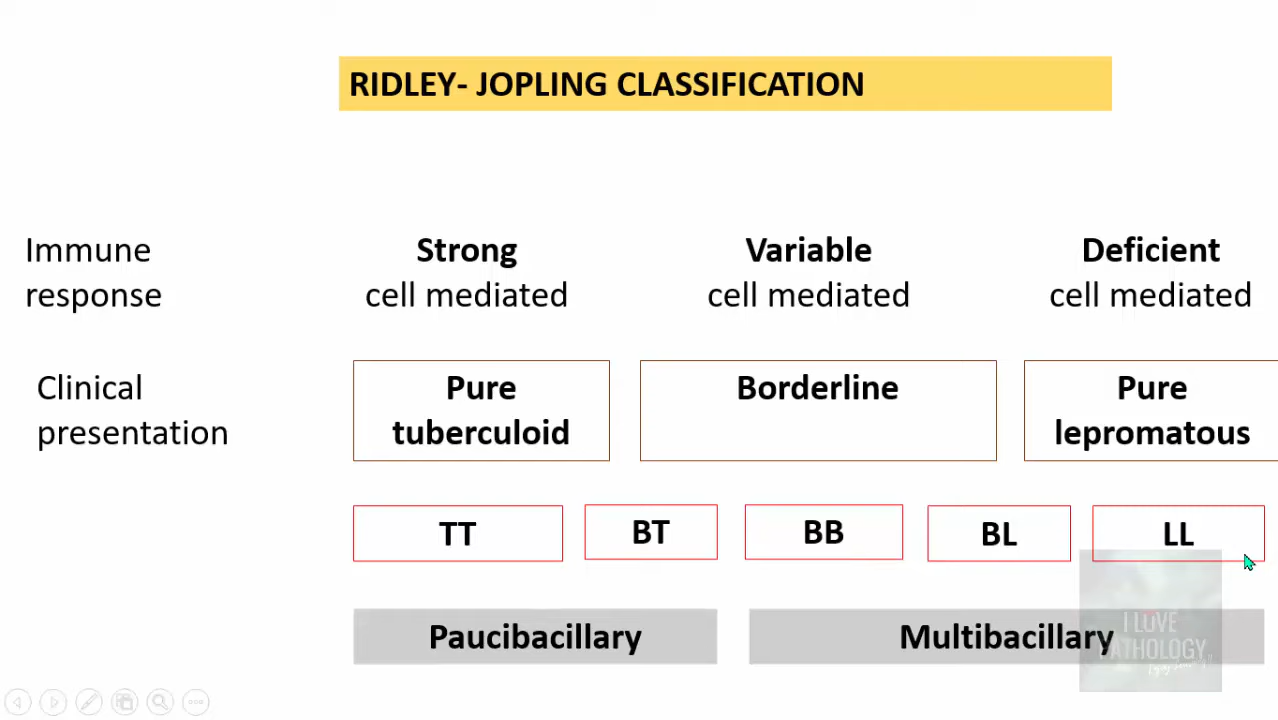 RIDLEY- JOPLING CLASSIFICATION
Immune
response
Strong
cell mediated
Variable
cell mediated
Deficient
cell mediated
Clinical
presentation
Pure
tuberculoid
Borderline
Pure
lepromatous
TT
BT
BB
BL
LL
Paucibacillary
Multibacillary
I LOVE
PATHOLOGY